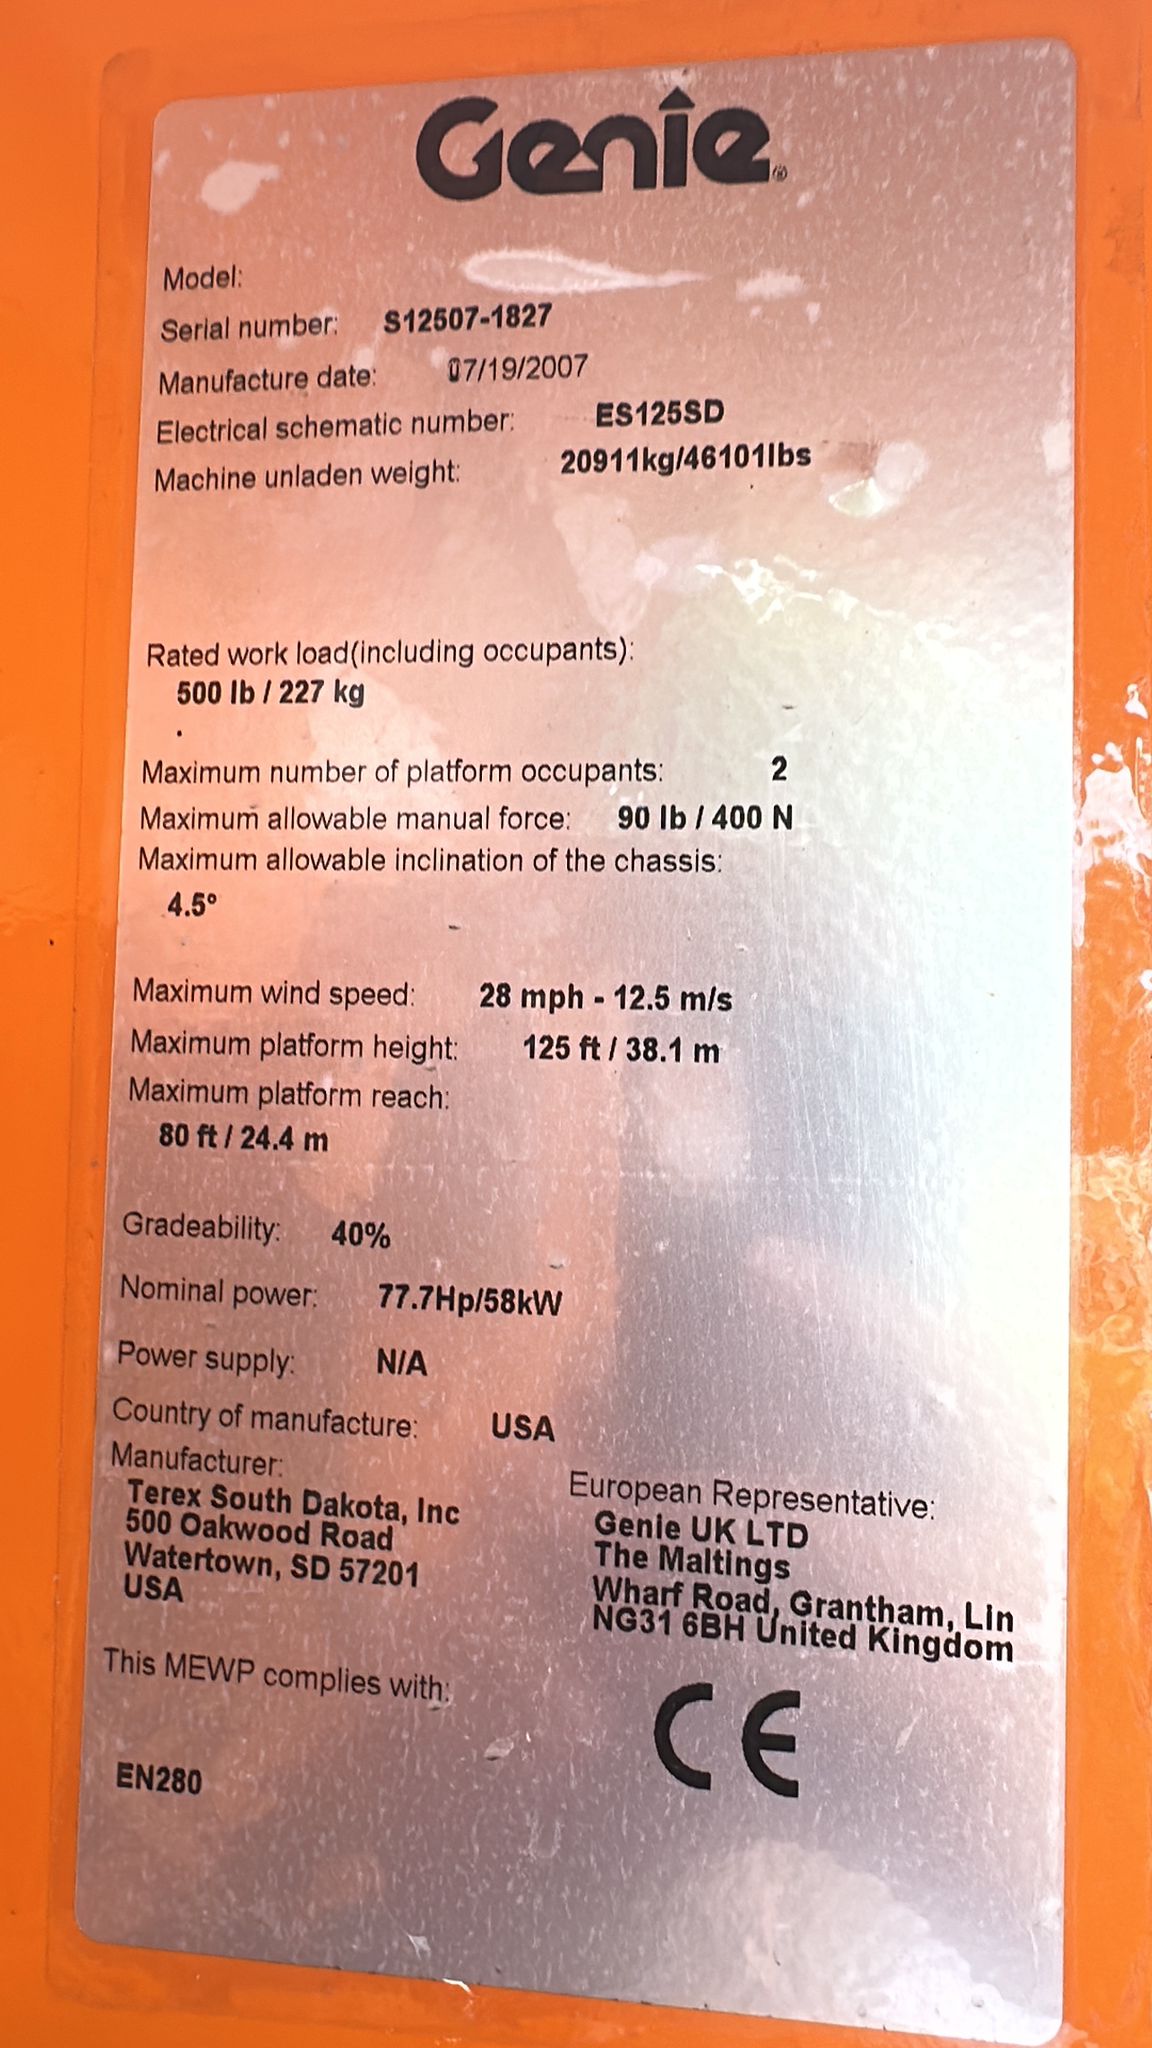 Genie®
Model:
Serial number: S12507-1827
Manufacture date: 07/19/2007
Electrical schematic number: ES125SD
Machine unladen weight: 20911kg/46101lbs
Rated work load(including occupants):
500 lb / 227 kg
Maximum number of platform occupants: 2
Maximum allowable manual force: 90 lb / 400 N
Maximum allowable inclination of the chassis:
4.5°
Maximum wind speed: 28 mph - 12.5 m/s
Maximum platform height: 125 ft / 38.1 m
Maximum platform reach:
80 ft / 24.4 m
Gradeability: 40%
Nominal power: 77.7Hp/58kW
Power supply: N/A
Country of manufacture: USA
Manufacturer:
Terex South Dakota, Inc
500 Oakwood Road
Watertown, SD 57201
USA
European Representative:
Genie UK LTD
The Maltings
Wharf Road, Grantham, Lin
NG31 6BH United Kingdom
This MEWP complies with:
EN280
CE